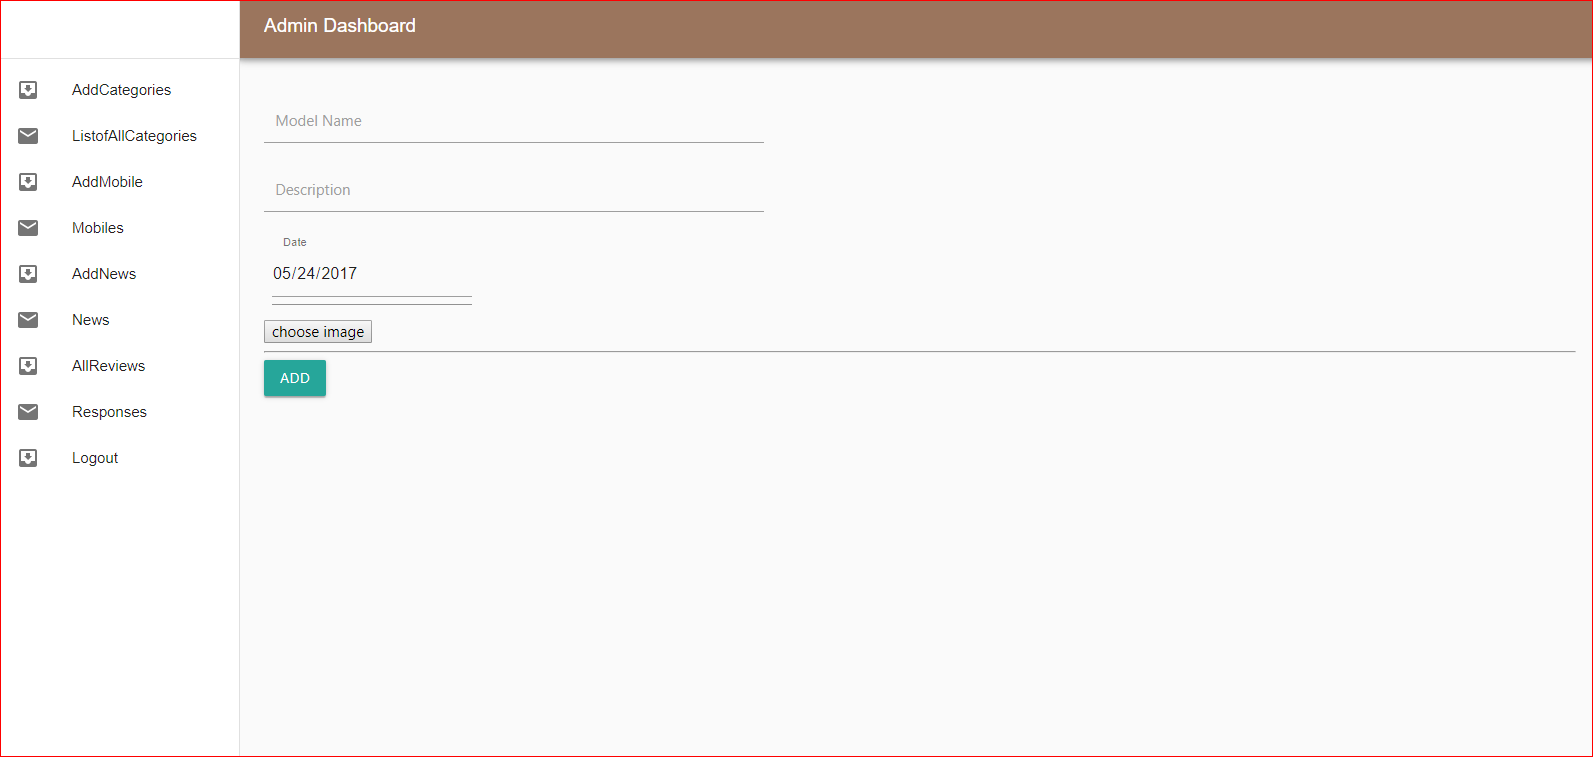 Admin Dashboard
AddCategories
ListofAllCategories
AddMobile
Mobiles
AddNews
News
AllReviews
Responses
Logout
Model Name
Description
Date
05/24/2017
choose image
ADD